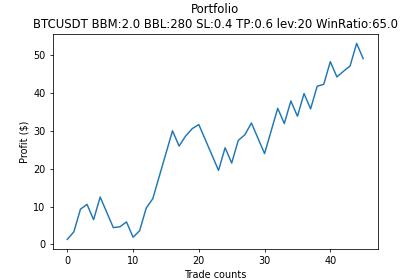 Portfolio
BTCUSDT BBM:2.0 BBL:280 SL:0.4 TP:0.6 lev:20 WinRatio:65.0
50
40
30
20
10
0
Profit ($)
0 10 20 30 40
Trade counts